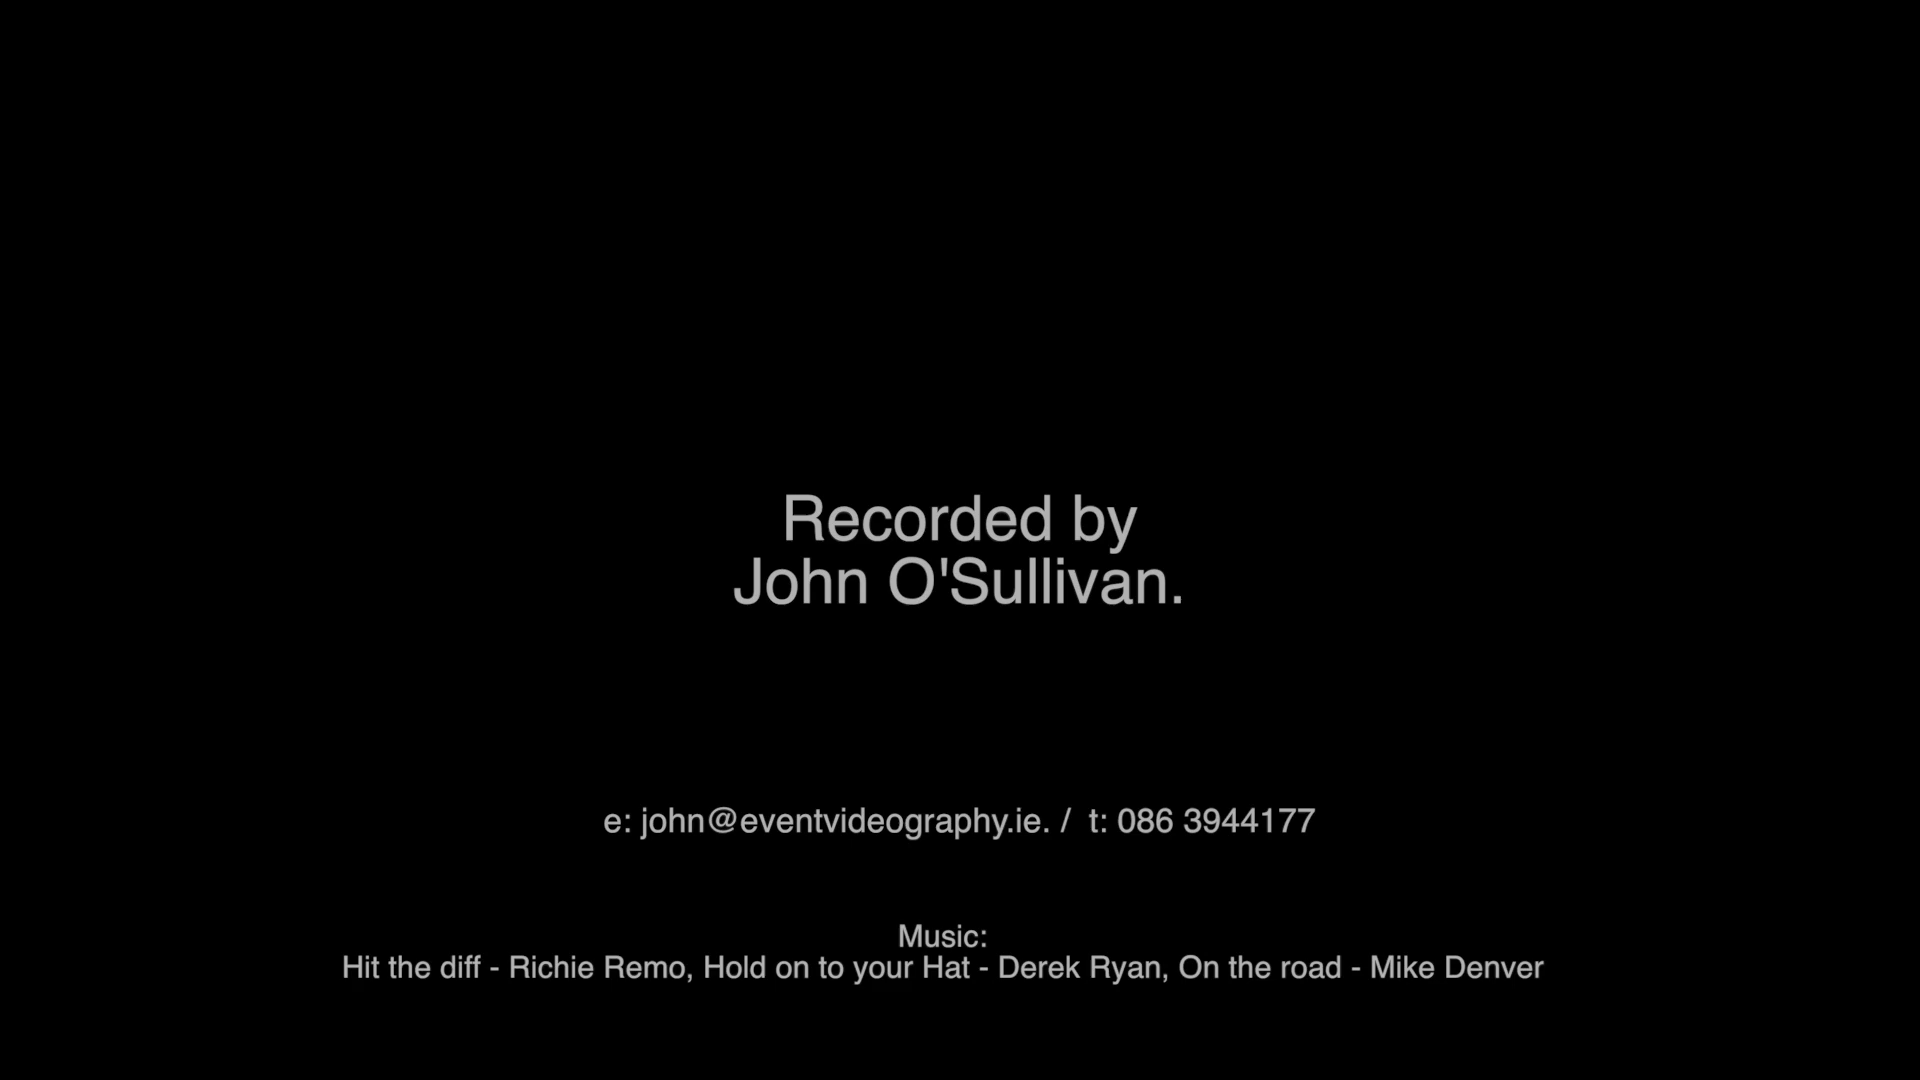 Recorded by
John O'Sullivan.
e: john@eventvideography.ie. /  t: 086 3944177
Music:
Hit the diff - Richie Remo, Hold on to your Hat - Derek Ryan, On the road - Mike Denver